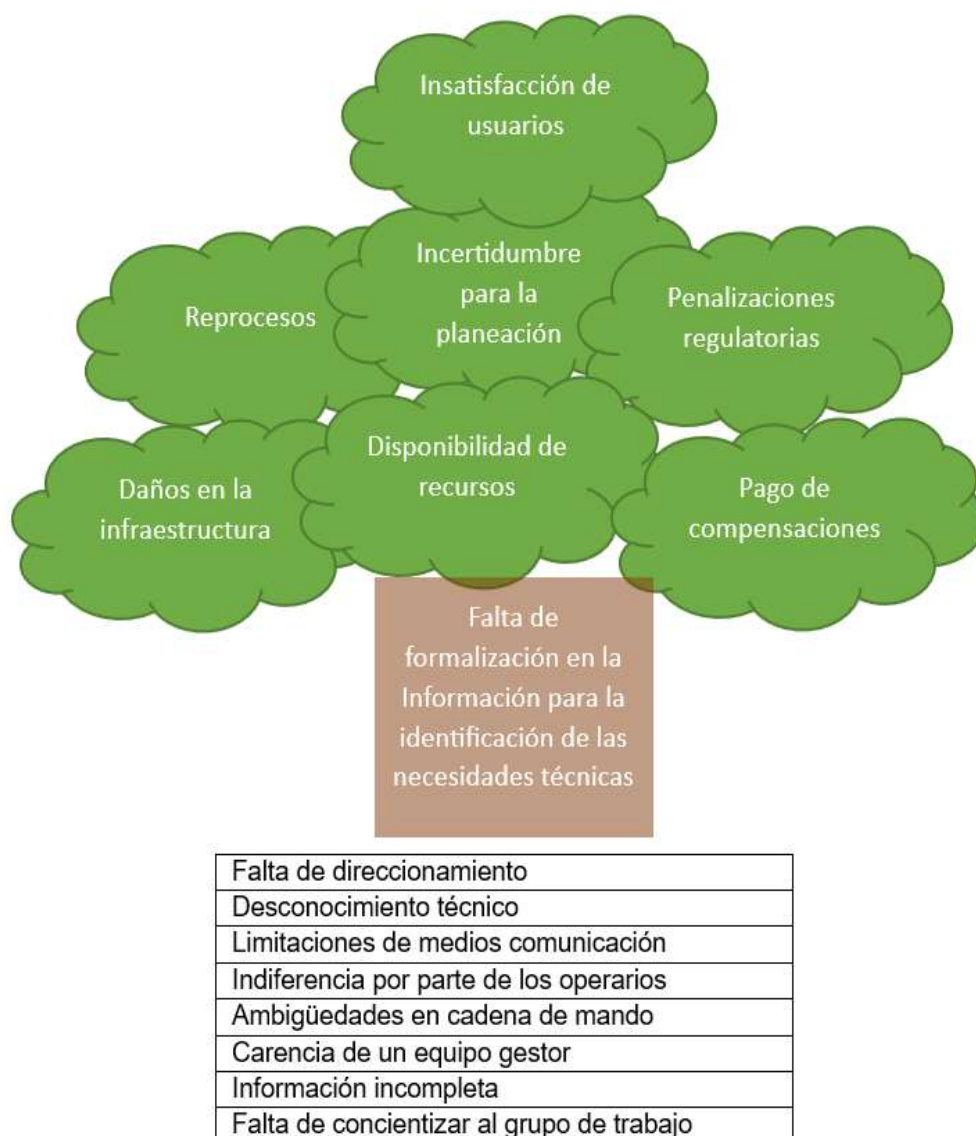 Insatisfacción de
usuarios
Incertidumbre
para la
planeación
Reprocesos
Penalizaciones
regulatorias
Disponibilidad de
recursos
Daños en la
infraestructura
Pago de
compensaciones
Falta de
formalización en la
Información para la
identificación de las
necesidades técnicas
Falta de direccionamiento
Desconocimiento técnico
Limitaciones de medios comunicación
Indiferencia por parte de los operarios
Ambigüedades en cadena de mando
Carencia de un equipo gestor
Información incompleta
Falta de concientizar al grupo de trabajo